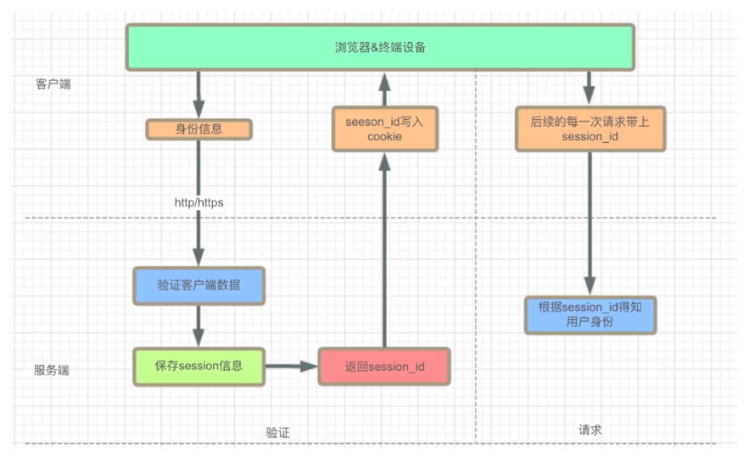 浏览器&终端设备
客户端
身份信息
seeson_id写入
cookie
后续的每一次请求带上
session_id
http/https
验证客户端数据
根据session_id得知
用户身份
服务端
保存session信息
返回session_id
验证
请求